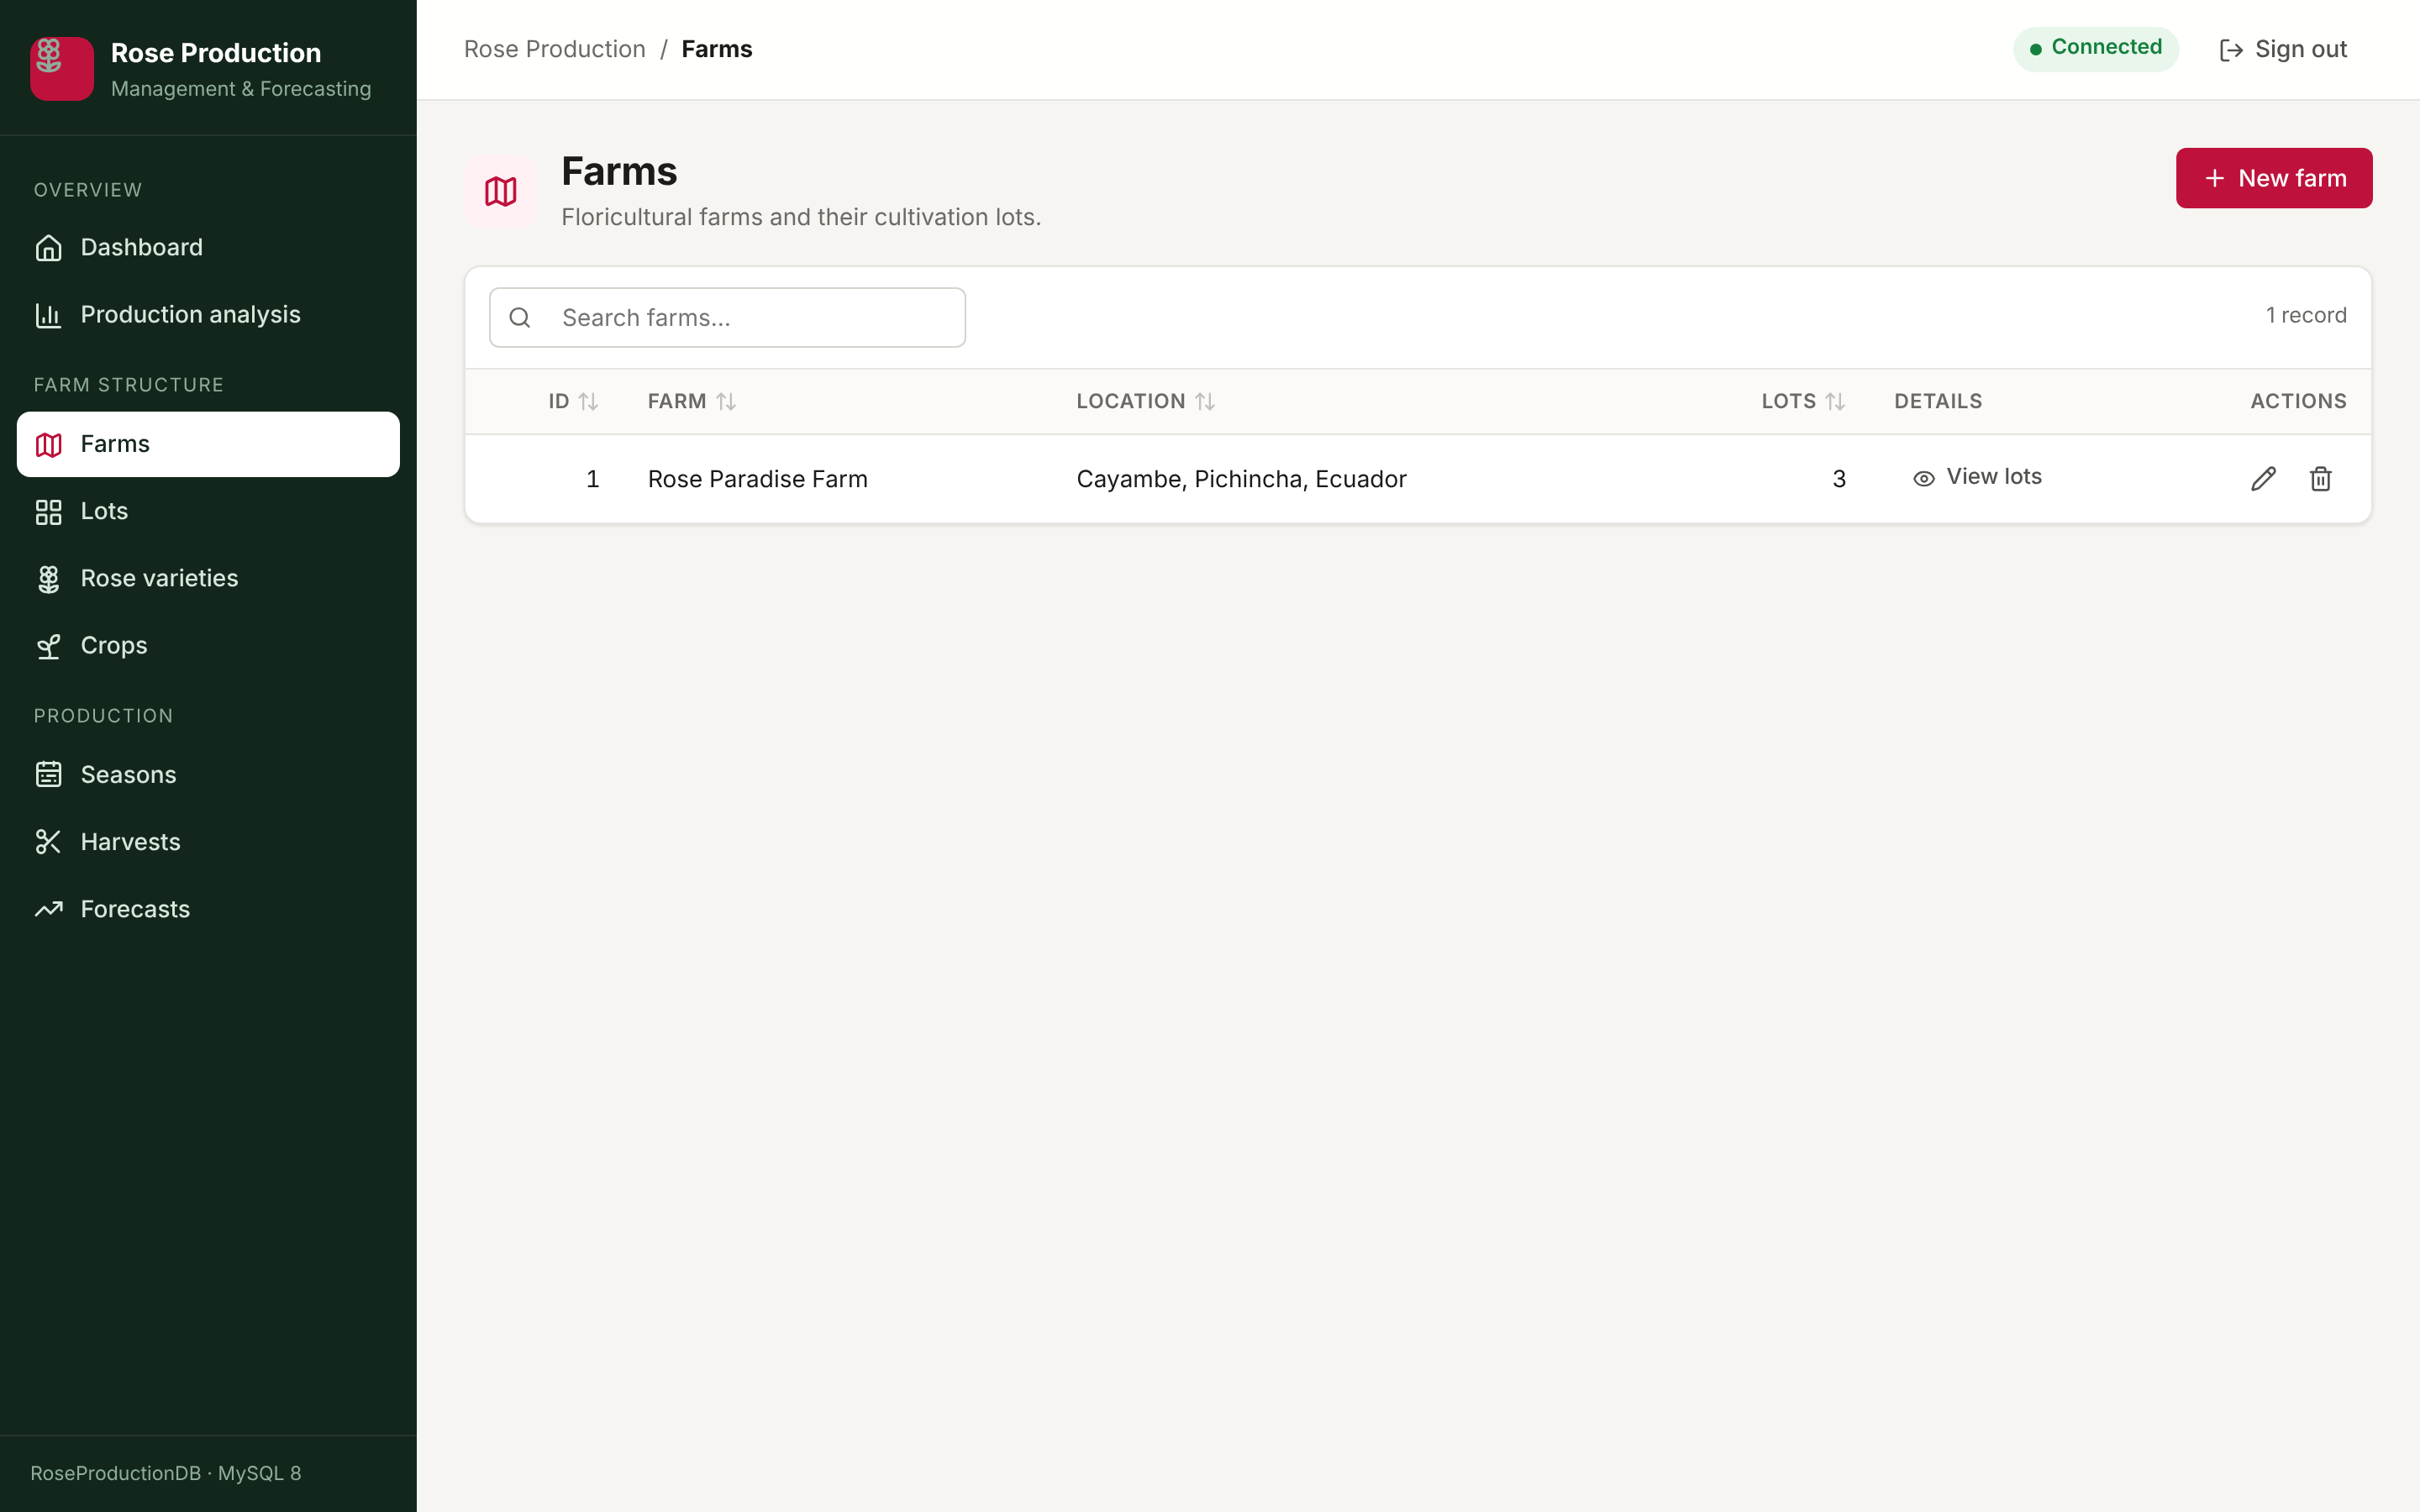 Rose Production
Management & Forecasting
OVERVIEW
Dashboard
Production analysis
FARM STRUCTURE
Farms
Lots
Rose varieties
Crops
PRODUCTION
Seasons
Harvests
Forecasts
RoseProductionDB · MySQL 8
Rose Production / Farms
Connected
Sign out
Farms
Floricultural farms and their cultivation lots.
New farm
Search farms...
1 record
ID FARM LOCATION LOTS DETAILS ACTIONS
1 Rose Paradise Farm Cayambe, Pichincha, Ecuador 3 View lots